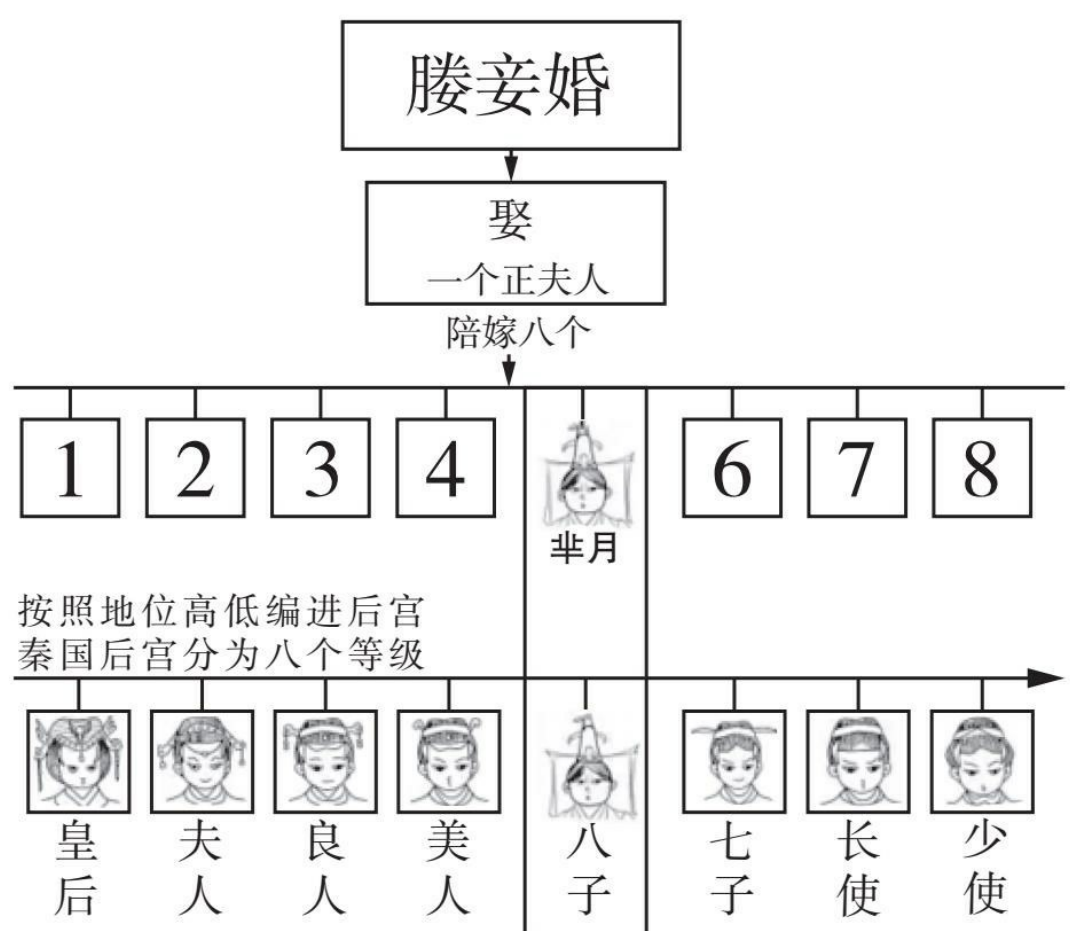 媵妾婚
娶
一个正夫人
陪嫁八个
1 2 3 4 6 7 8
芈月
按照地位高低编进后宫
秦国后宫分为八个等级
皇后 夫人 良人 美人 八子 七子 长使 少使